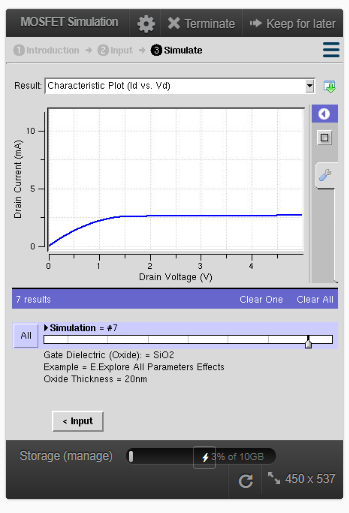 MOSFET Simulation Terminate Keep for later
1 Introduction 2 Input 3 Simulate
Result: Characteristic Plot (Id vs. Vd)
Drain Current (mA)
10
5
0
0 1 2 3 4
Drain Voltage (V)
7 results Clear One Clear All
All
Simulation = #7
Gate Dielectric (Oxide): = SiO2
Example = E.Explore All Parameters Effects
Oxide Thickness = 20nm
< Input
Storage (manage) 3% of 10GB
450 x 537